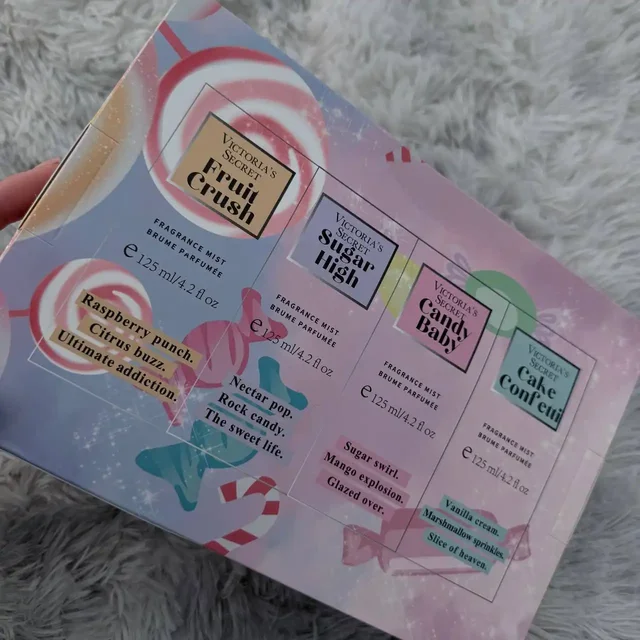 VICTORIA'S
SECRET
Fruit
Crush
FRAGRANCE MIST
BRUME PARFUMÉE
℮ 125 ml/4.2 fl oz
Raspberry punch.
Citrus buzz.
Ultimate addiction.
VICTORIA'S
SECRET
Sugar
High
FRAGRANCE MIST
BRUME PARFUMÉE
℮ 125 ml/4.2 fl oz
Nectar pop.
Rock candy.
The sweet life.
VICTORIA'S
SECRET
Candy
Baby
FRAGRANCE MIST
BRUME PARFUMÉE
℮ 125 ml/4.2 fl oz
Sugar swirl.
Mango explosion.
Glazed over.
VICTORIA'S
SECRET
Cake
Confetti
FRAGRANCE MIST
BRUME PARFUMÉE
℮ 125 ml/4.2 fl oz
Vanilla cream.
Marshmallow sprinkles.
Slice of heaven.